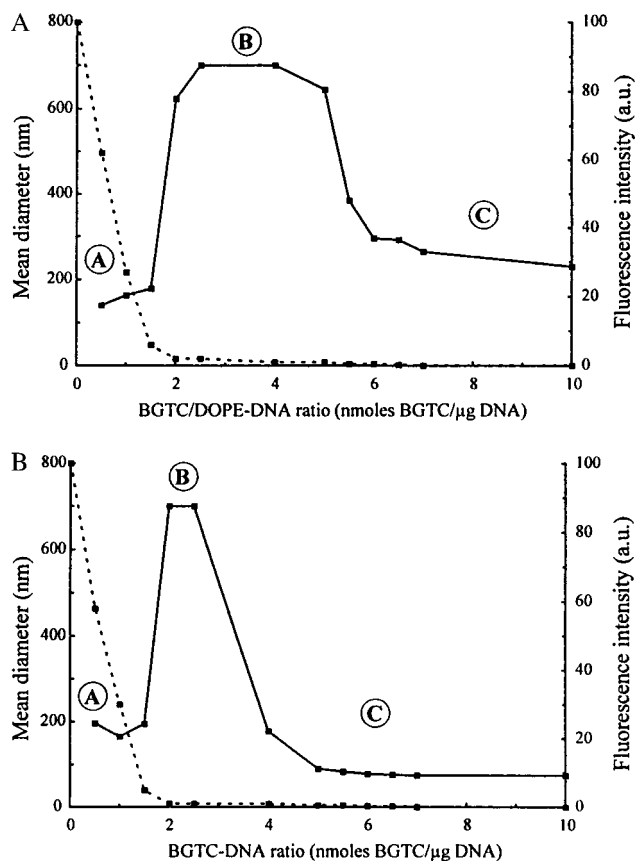 A
Mean diameter (nm)
800
600
400
200
0
A
B
C
100
80
60
40
20
0
Fluorescence intensity (a.u.)
0 2 4 6 8 10
BGTC/DOPE-DNA ratio (nmoles BGTC/µg DNA)
B
Mean diameter (nm)
800
600
400
200
0
A
B
C
100
80
60
40
20
0
Fluorescence intensity (a.u.)
0 2 4 6 8 10
BGTC-DNA ratio (nmoles BGTC/µg DNA)